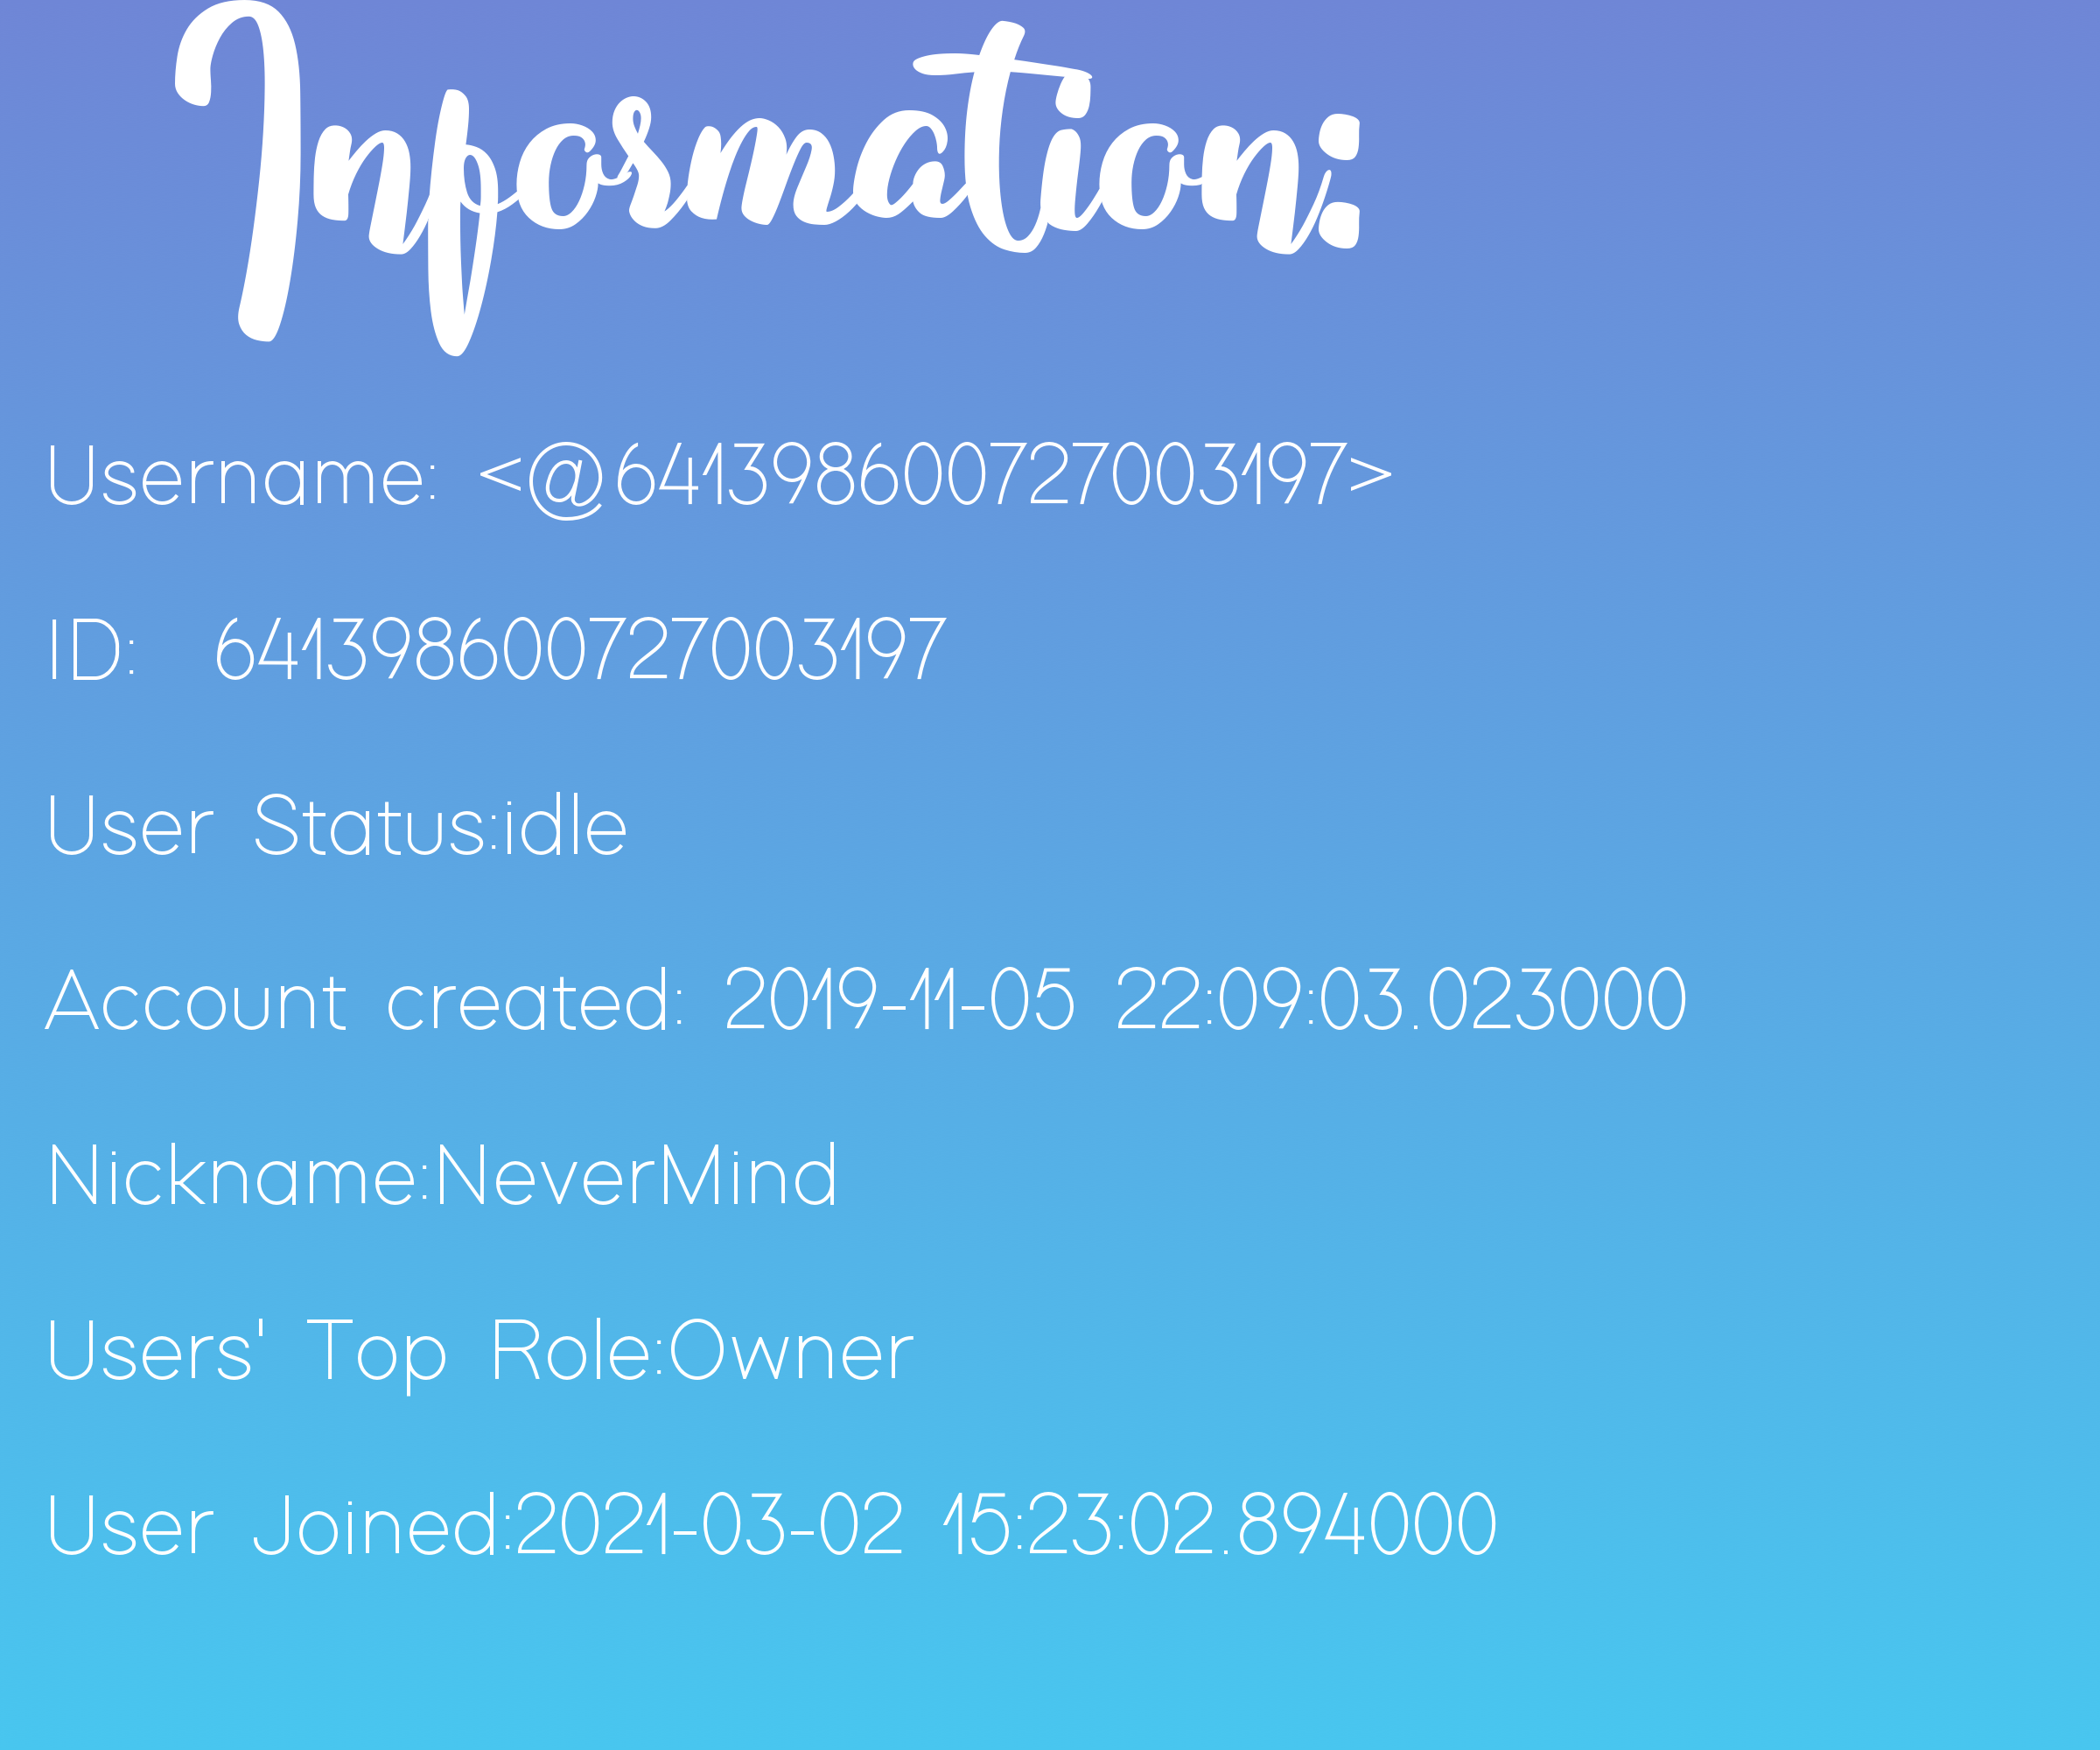 Information:
Username: <@641398600727003197>
ID: 641398600727003197
User Status:idle
Account created: 2019-11-05 22:09:03.023000
Nickname:NeverMind
Users' Top Role:Owner
User Joined:2021-03-02 15:23:02.894000